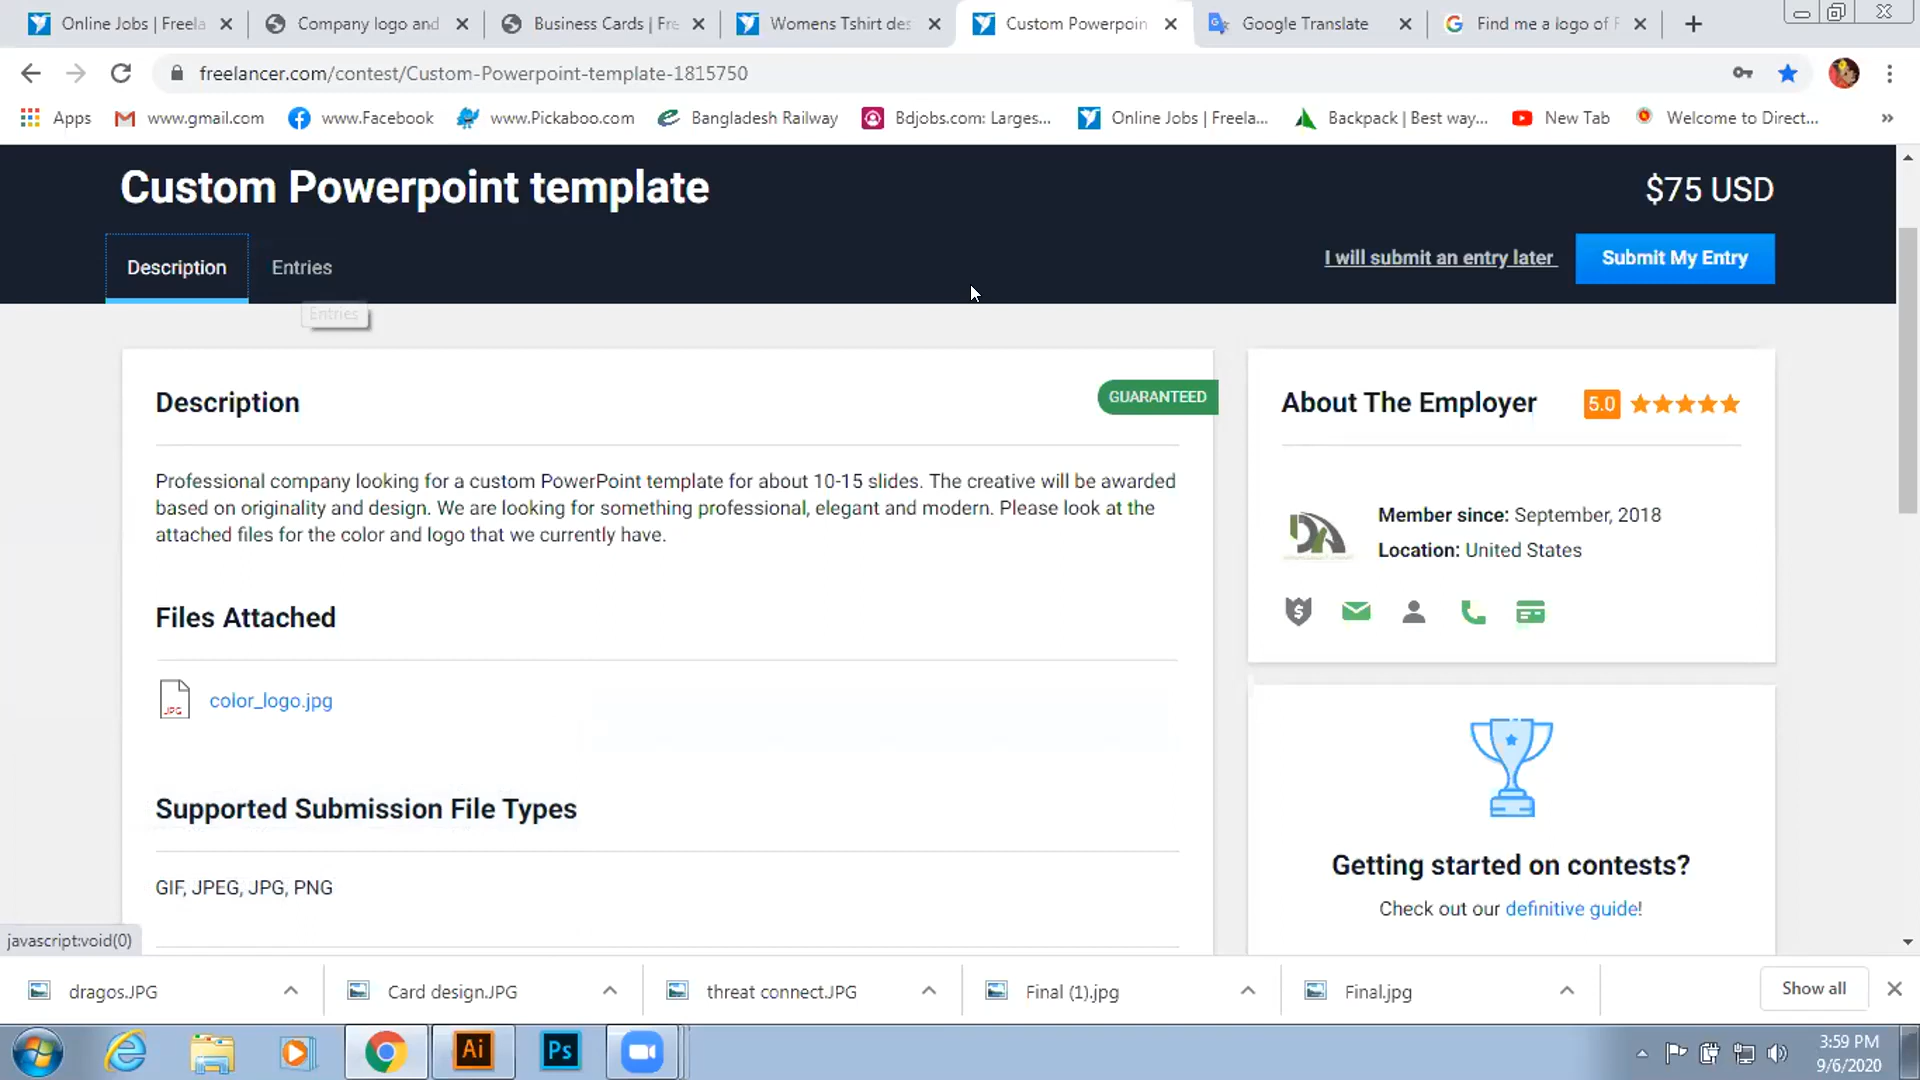 Online Jobs | Freela
Company logo and
Business Cards | Fre
Womens Tshirt des
Custom Powerpoin
Google Translate
Find me a logo of F
freelancer.com/contest/Custom-Powerpoint-template-1815750
Apps
www.gmail.com
www.Facebook
www.Pickaboo.com
Bangladesh Railway
Bdjobs.com: Larges...
Online Jobs | Freela...
Backpack | Best way...
New Tab
Welcome to Direct...
»
Custom Powerpoint template
$75 USD
Description
Entries
I will submit an entry later
Submit My Entry
Entries
Description
GUARANTEED
Professional company looking for a custom PowerPoint template for about 10-15 slides. The creative will be awarded
based on originality and design. We are looking for something professional, elegant and modern. Please look at the
attached files for the color and logo that we currently have.
Files Attached
JPG
color_logo.jpg
Supported Submission File Types
GIF, JPEG, JPG, PNG
About The Employer
5.0
DA
Member since: September, 2018
Location: United States
Getting started on contests?
Check out our definitive guide!
javascript:void(0)
dragos.JPG
Card design.JPG
threat connect.JPG
Final (1).jpg
Final.jpg
Show all
Ai
Ps
3:59 PM
9/6/2020